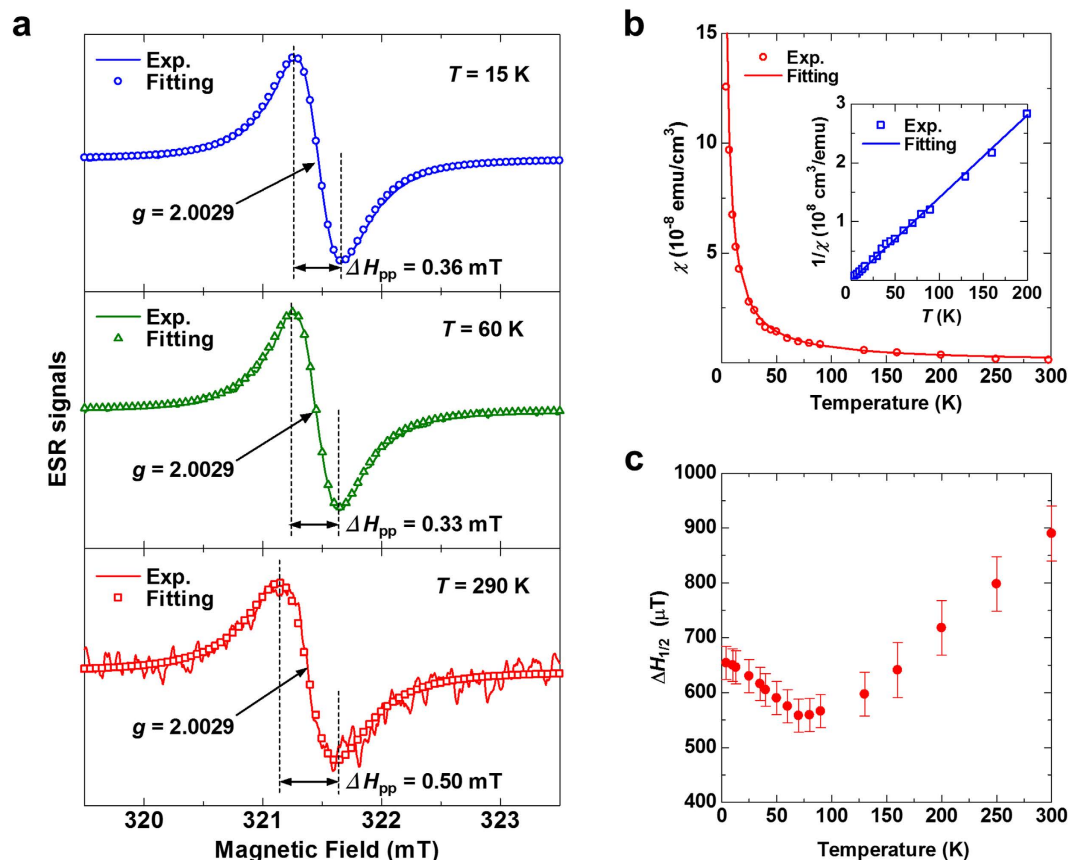 a
Exp.
Fitting
T = 15 K
g = 2.0029
ΔHpp = 0.36 mT
Exp.
Fitting
T = 60 K
g = 2.0029
ΔHpp = 0.33 mT
Exp.
Fitting
T = 290 K
g = 2.0029
ΔHpp = 0.50 mT
ESR signals
320 321 322 323
Magnetic Field (mT)
b
Exp.
Fitting
15
10
5
χ (10⁻⁸ emu/cm³)
0 50 100 150 200 250 300
Temperature (K)
Exp.
Fitting
3
2
1
0
1/χ (10⁸ cm³/emu)
50 100 150 200
T (K)
c
1000
900
800
700
600
500
400
ΔH1/2 (μT)
0 50 100 150 200 250 300
Temperature (K)